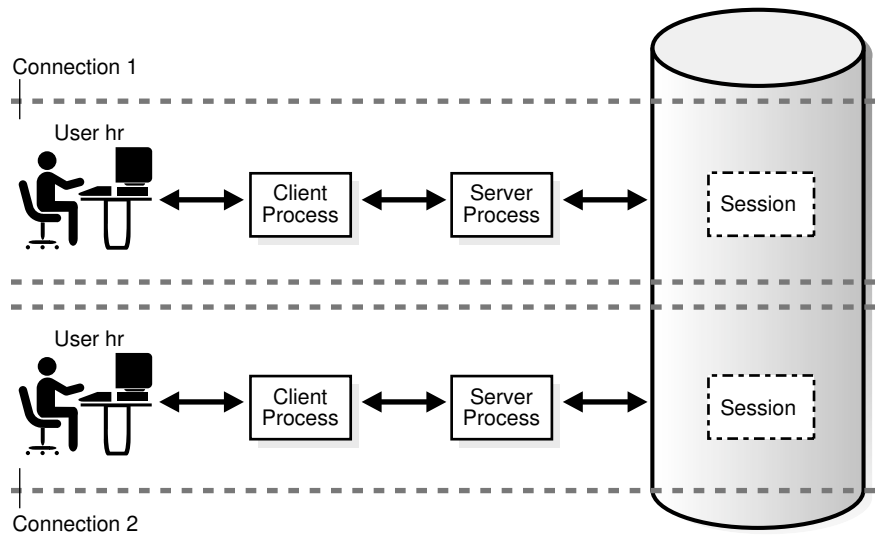 Connection 1
User hr
Client
Process
Server
Process
Session
User hr
Client
Process
Server
Process
Session
Connection 2